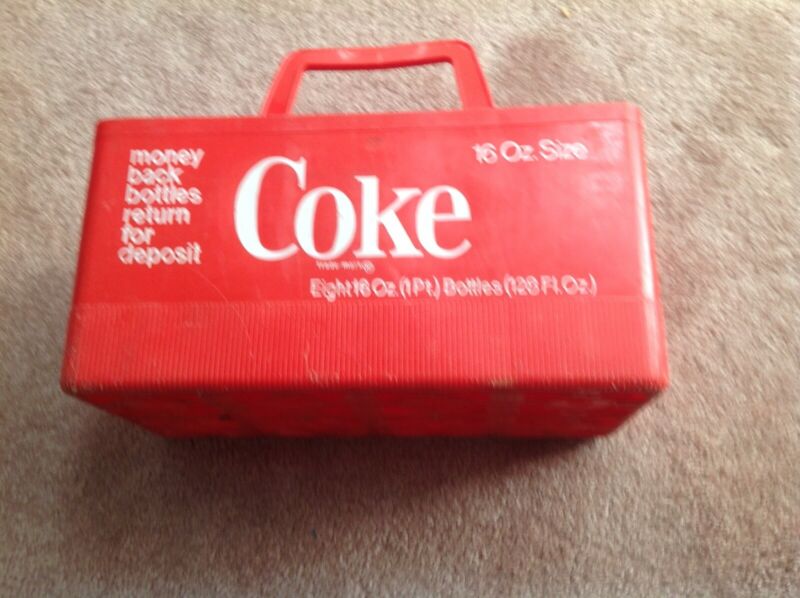 money
back
bottles
return
for
deposit
Coke
16 Oz. Size
Eight 16 Oz. (1 Pt.) Bottles (128 Fl. Oz.)